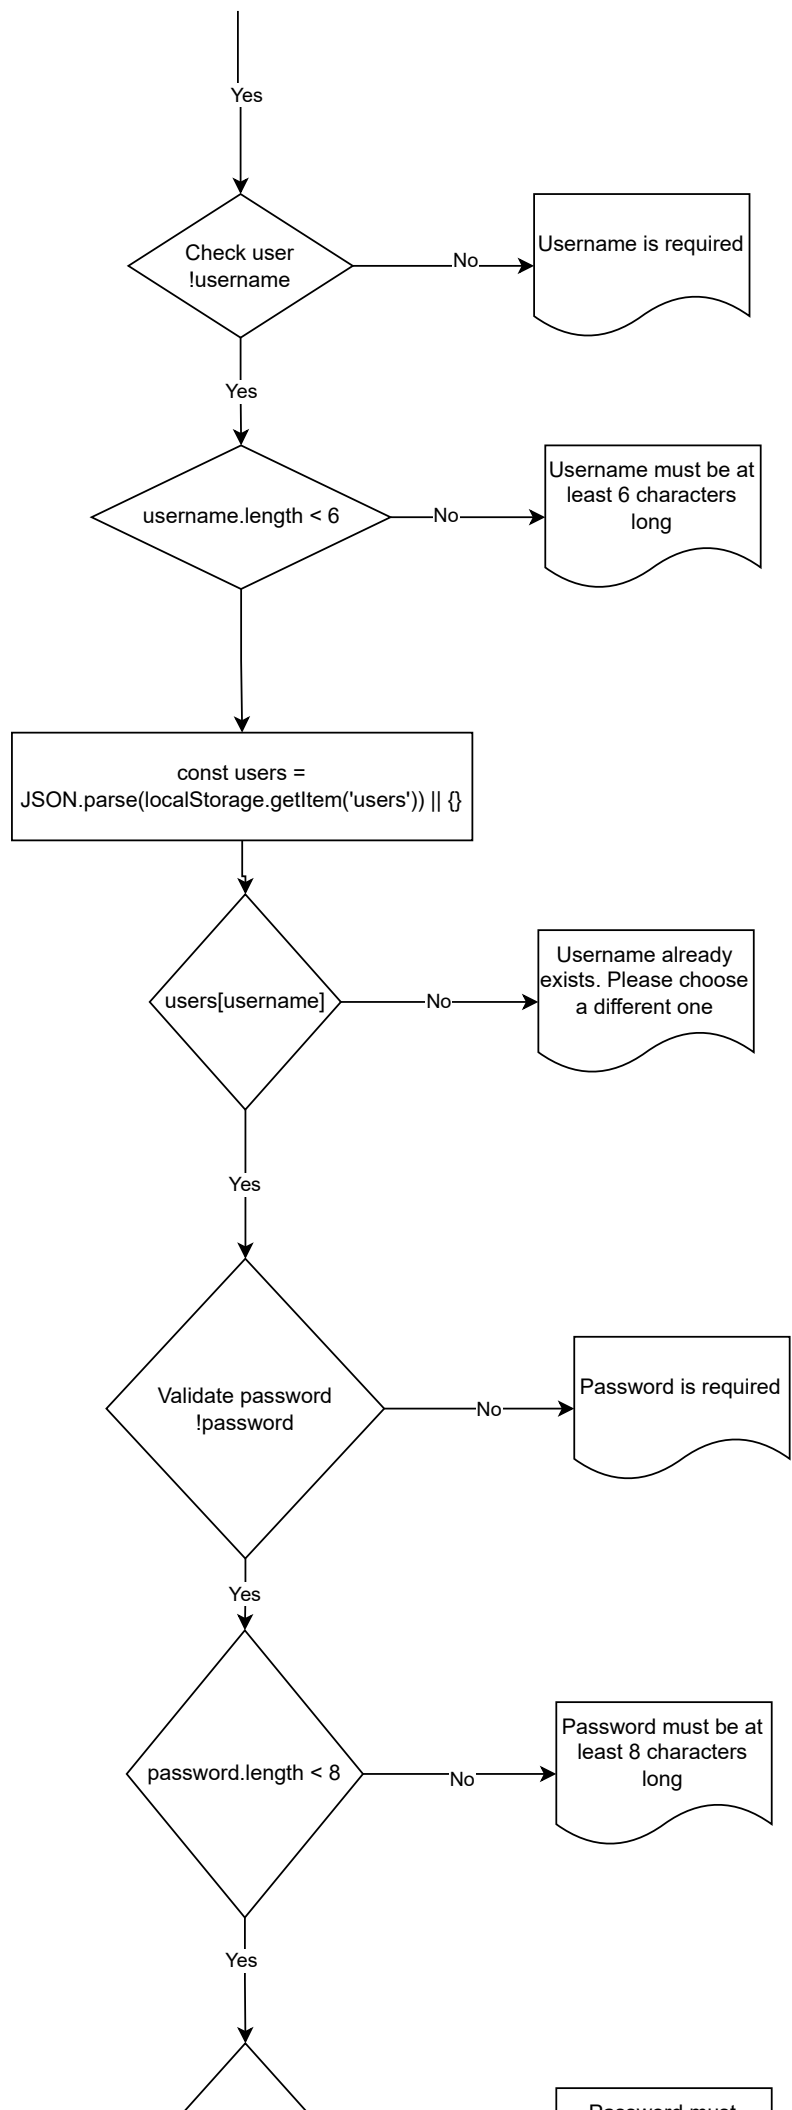 Yes
Check user
!username
No
Username is required
Yes
username.length < 6
No
Username must be at
least 6 characters
long
const users =
JSON.parse(localStorage.getItem('users')) || {}
users[username]
No
Username already
exists. Please choose
a different one
Yes
Validate password
!password
No
Password is required
Yes
password.length < 8
No
Password must be at
least 8 characters
long
Yes
Password must